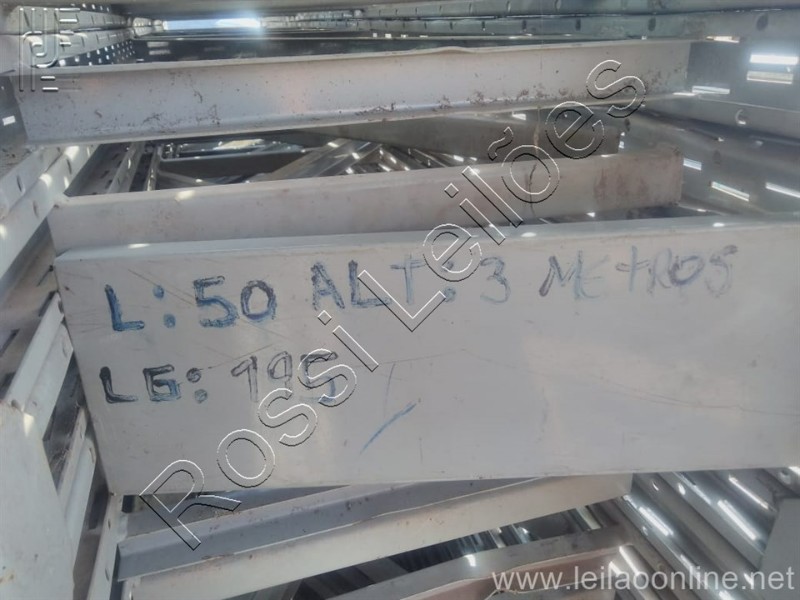 L: 50 ALT: 3 METROS
LG: 195
Rossi Leilões
www.leilaoonline.net